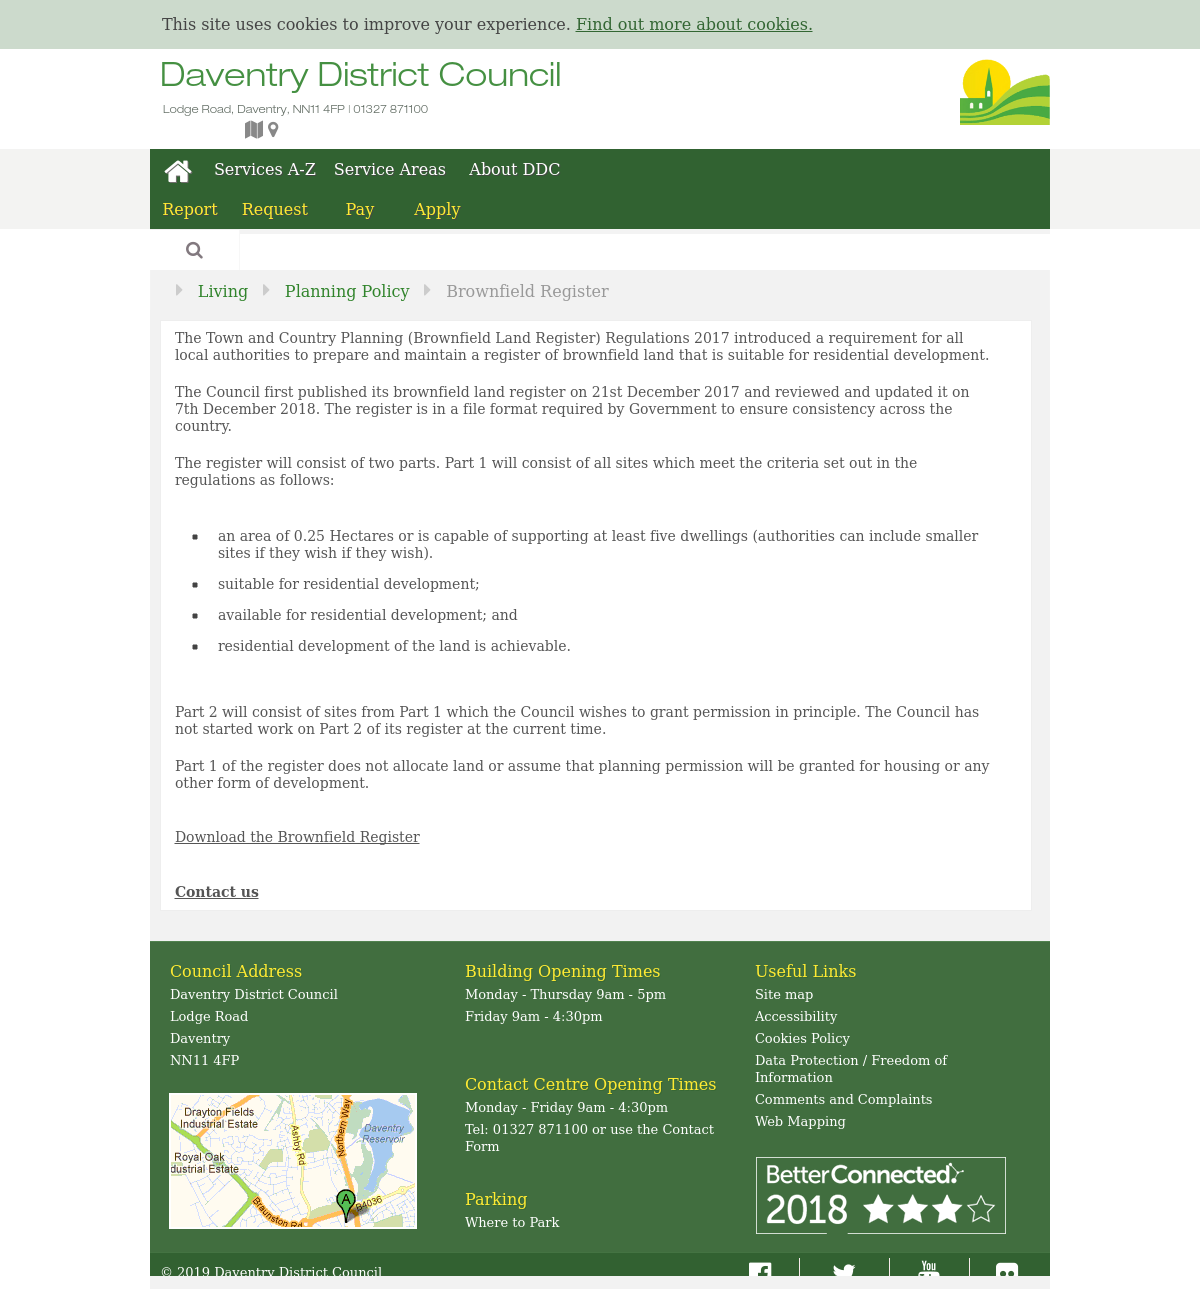 This site uses cookies to improve your experience. Find out more about cookies.
Daventry District Council
Lodge Road, Daventry, NN11 4FP | 01327 871100
Services A-Z Service Areas About DDC
Report Request Pay Apply
Living Planning Policy Brownfield Register
The Town and Country Planning (Brownfield Land Register) Regulations 2017 introduced a requirement for all
local authorities to prepare and maintain a register of brownfield land that is suitable for residential development.
The Council first published its brownfield land register on 21st December 2017 and reviewed and updated it on
7th December 2018. The register is in a file format required by Government to ensure consistency across the
country.
The register will consist of two parts. Part 1 will consist of all sites which meet the criteria set out in the
regulations as follows:
an area of 0.25 Hectares or is capable of supporting at least five dwellings (authorities can include smaller
sites if they wish if they wish).
suitable for residential development;
available for residential development; and
residential development of the land is achievable.
Part 2 will consist of sites from Part 1 which the Council wishes to grant permission in principle. The Council has
not started work on Part 2 of its register at the current time.
Part 1 of the register does not allocate land or assume that planning permission will be granted for housing or any
other form of development.
Download the Brownfield Register
Contact us
Council Address
Daventry District Council
Lodge Road
Daventry
NN11 4FP
Drayton Fields
Industrial Estate
Royal Oak
dustrial Estate
Ashby Rd
Northern Way
Daventry
Reservoir
Braunston Rd
B4036
A
Building Opening Times
Monday - Thursday 9am - 5pm
Friday 9am - 4:30pm
Contact Centre Opening Times
Monday - Friday 9am - 4:30pm
Tel: 01327 871100 or use the Contact
Form
Parking
Where to Park
Useful Links
Site map
Accessibility
Cookies Policy
Data Protection / Freedom of
Information
Comments and Complaints
Web Mapping
Better Connected.
2018
© 2019 Daventry District Council
You